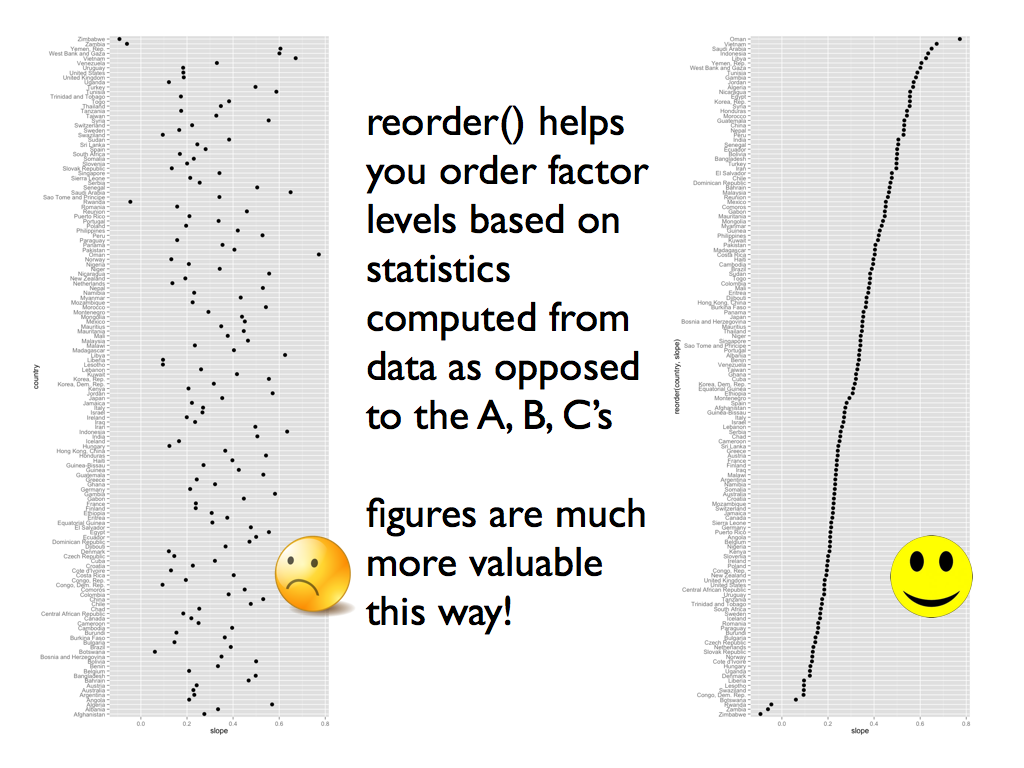 Zimbabwe
Zambia
Yemen, Rep.
West Bank and Gaza
Vietnam
Venezuela
Uruguay
United States
United Kingdom
Uganda
Turkey
Tunisia
Trinidad and Tobago
Togo
Thailand
Tanzania
Taiwan
Syria
Switzerland
Sweden
Swaziland
Sudan
Sri Lanka
Spain
South Africa
Somalia
Slovenia
Slovak Republic
Singapore
Sierra Leone
Serbia
Senegal
Saudi Arabia
Sao Tome and Principe
Rwanda
Romania
Reunion
Puerto Rico
Portugal
Poland
Philippines
Peru
Paraguay
Panama
Pakistan
Oman
Norway
Nigeria
Niger
Nicaragua
New Zealand
Netherlands
Nepal
Namibia
Myanmar
Mozambique
Morocco
Montenegro
Mongolia
Mexico
Mauritius
Mauritania
Mali
Malaysia
Malawi
Madagascar
Libya
Liberia
Lesotho
Lebanon
Kuwait
Korea, Rep.
Korea, Dem. Rep.
Kenya
Jordan
Japan
Jamaica
Italy
Israel
Ireland
Iraq
Iran
Indonesia
India
Iceland
Hungary
Hong Kong, China
Honduras
Haiti
Guinea-Bissau
Guinea
Guatemala
Greece
Ghana
Germany
Gambia
Gabon
France
Finland
Ethiopia
Eritrea
Equatorial Guinea
El Salvador
Egypt
Ecuador
Dominican Republic
Djibouti
Denmark
Czech Republic
Cuba
Croatia
Cote d'Ivoire
Costa Rica
Congo, Rep.
Congo, Dem. Rep.
Comoros
Colombia
China
Chile
Chad
Central African Republic
Canada
Cameroon
Cambodia
Burundi
Burkina Faso
Bulgaria
Brazil
Botswana
Bosnia and Herzegovina
Bolivia
Benin
Belgium
Bangladesh
Bahrain
Austria
Australia
Argentina
Angola
Algeria
Albania
Afghanistan
country
0.0 0.2 0.4 0.6 0.8
slope
reorder() helps
you order factor
levels based on
statistics
computed from
data as opposed
to the A, B, C’s
figures are much
more valuable
this way!
Oman
Vietnam
Saudi Arabia
Indonesia
Libya
Yemen, Rep.
West Bank and Gaza
Tunisia
Gambia
Jordan
Algeria
Nicaragua
Egypt
Korea, Rep.
Syria
Honduras
Morocco
Guatemala
China
Nepal
Peru
India
Senegal
Ecuador
Bolivia
Bangladesh
Turkey
Iran
El Salvador
Chile
Dominican Republic
Bahrain
Malaysia
Reunion
Mexico
Comoros
Gabon
Mauritania
Mongolia
Myanmar
Guinea
Philippines
Kuwait
Pakistan
Madagascar
Costa Rica
Haiti
Cambodia
Brazil
Sudan
Togo
Colombia
Mali
Eritrea
Djibouti
Hong Kong, China
Burkina Faso
Panama
Japan
Bosnia and Herzegovina
Mauritius
Thailand
Niger
Singapore
Sao Tome and Principe
Portugal
Albania
Benin
Venezuela
Taiwan
Ghana
Cuba
Korea, Dem. Rep.
Equatorial Guinea
Ethiopia
Montenegro
Spain
Afghanistan
Guinea-Bissau
Italy
Israel
Lebanon
Serbia
Chad
Cameroon
Sri Lanka
Greece
Austria
France
Finland
Iraq
Malawi
Argentina
Namibia
Somalia
Australia
Croatia
Mozambique
Switzerland
Jamaica
Canada
Sierra Leone
Germany
Puerto Rico
Angola
Belgium
Nigeria
Kenya
Slovenia
Ireland
Poland
Congo, Rep.
New Zealand
United Kingdom
United States
Central African Republic
Uruguay
Tanzania
Trinidad and Tobago
South Africa
Sweden
Iceland
Romania
Paraguay
Burundi
Bulgaria
Czech Republic
Netherlands
Slovak Republic
Norway
Cote d'Ivoire
Hungary
Uganda
Denmark
Liberia
Lesotho
Swaziland
Congo, Dem. Rep.
Botswana
Rwanda
Zambia
Zimbabwe
reorder(country, slope)
0.0 0.2 0.4 0.6 0.8
slope